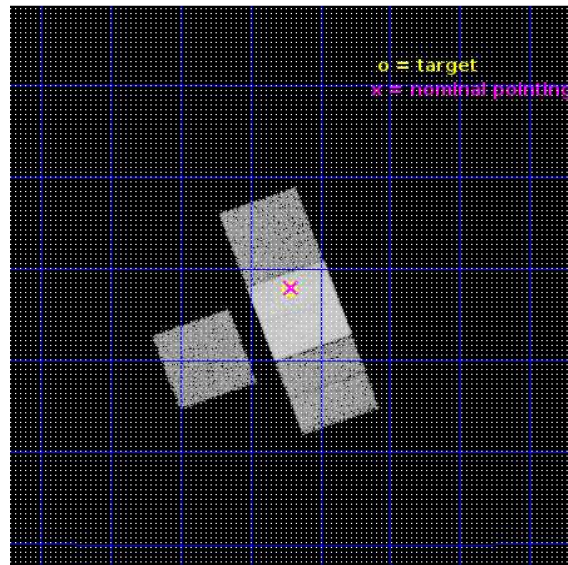 o = target
x = nominal pointing